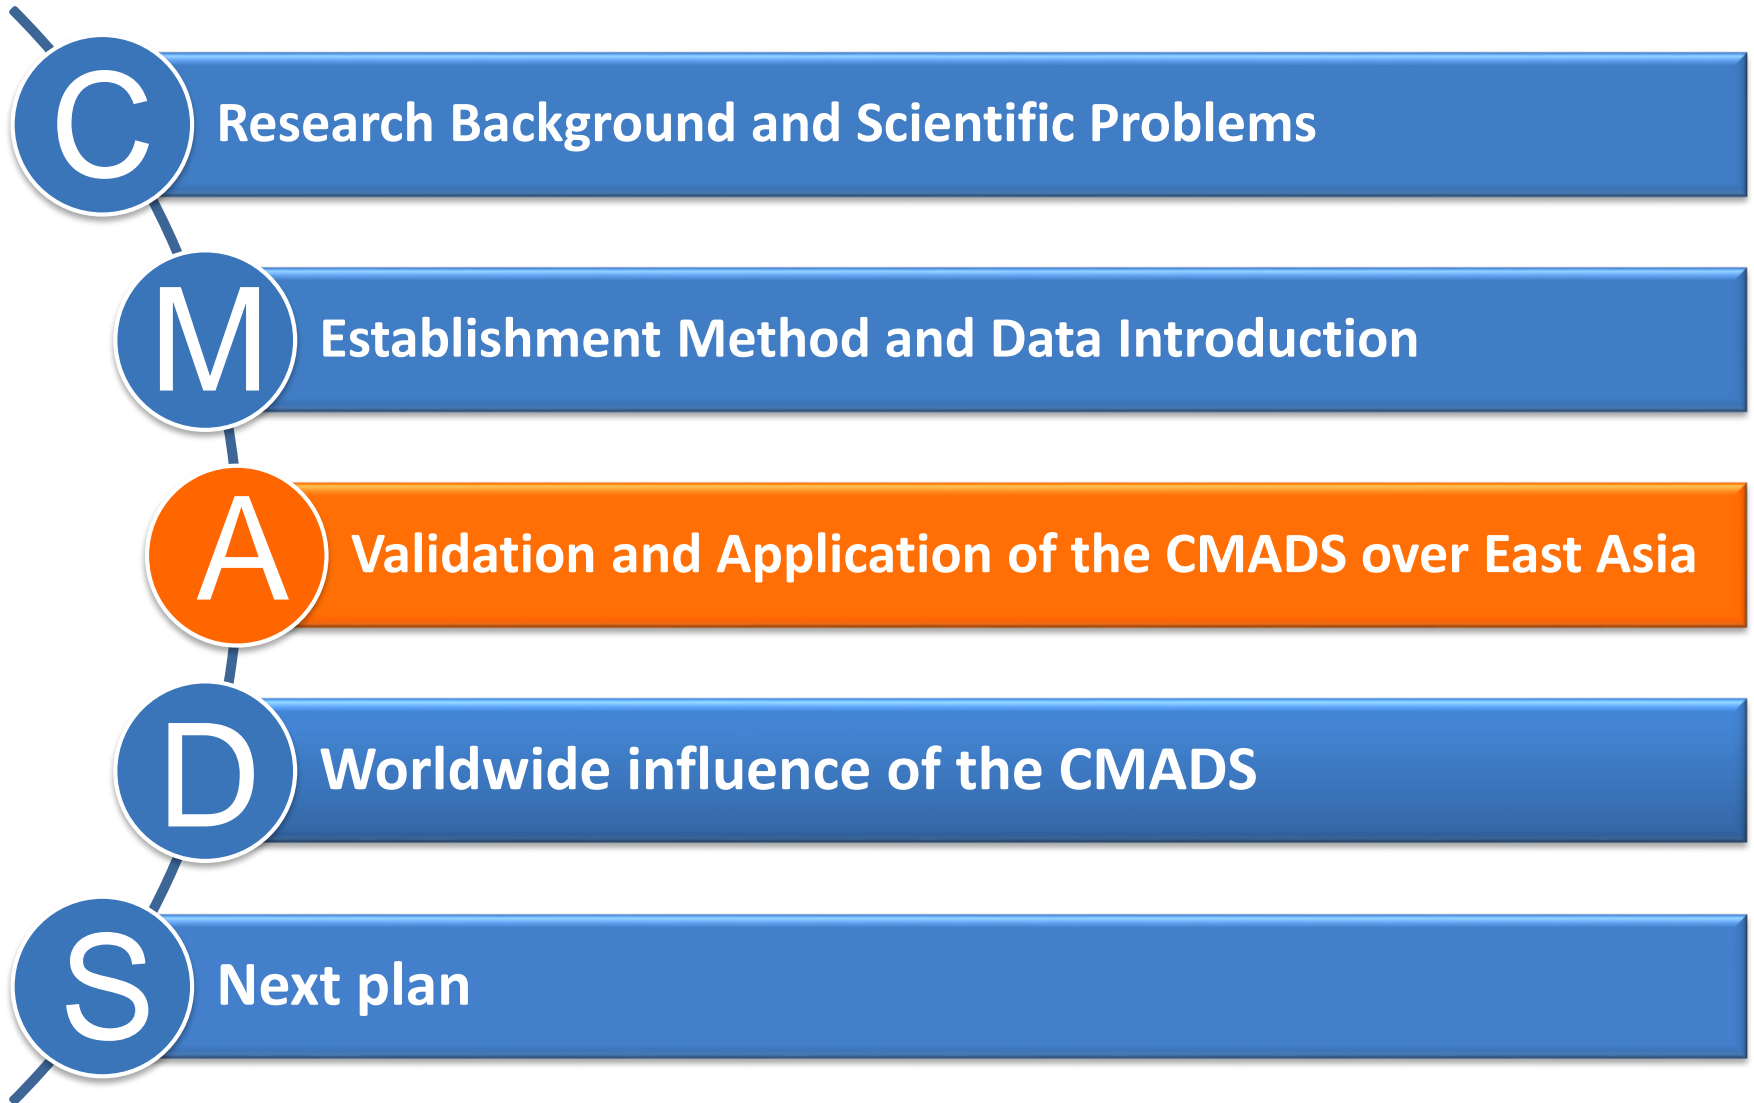 C
Research Background and Scientific Problems
M
Establishment Method and Data Introduction
A
Validation and Application of the CMADS over East Asia
D
Worldwide influence of the CMADS
S
Next plan